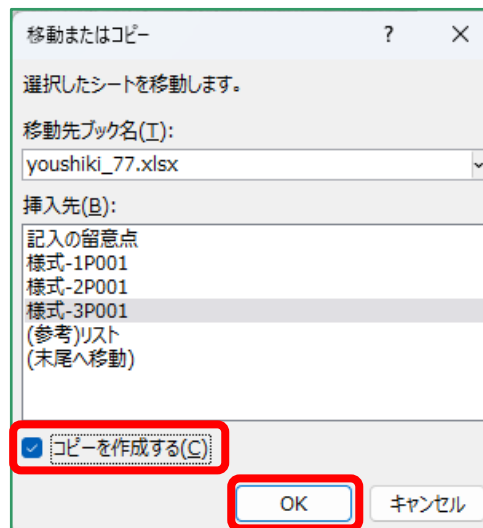 移動またはコピー ? ×
選択したシートを移動します。
移動先ブック名(T):
youshiki_77.xlsx
挿入先(B):
記入の留意点
様式-1P001
様式-2P001
様式-3P001
(参考)リスト
(末尾へ移動)
コピーを作成する(C)
OK キャンセル